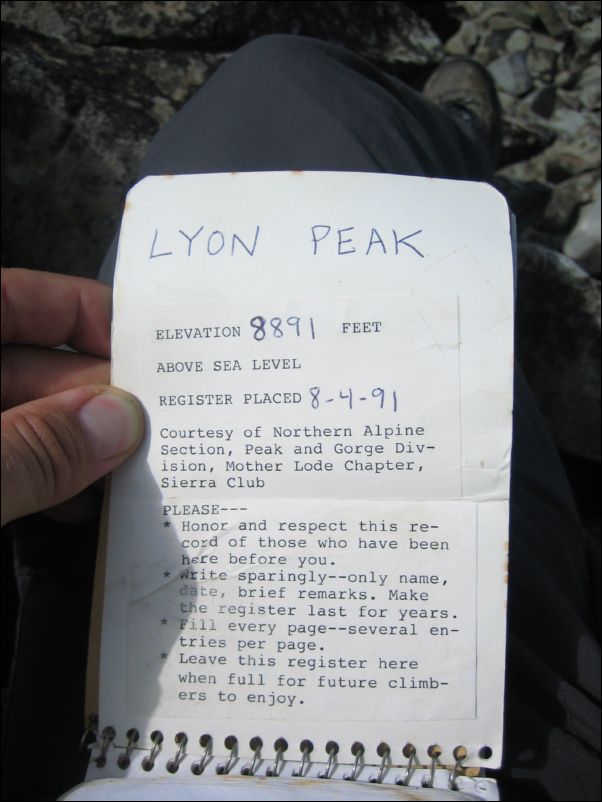 LYON PEAK
ELEVATION 8891 FEET
ABOVE SEA LEVEL
REGISTER PLACED 8-4-91
Courtesy of Northern Alpine
Section, Peak and Gorge Div-
ision, Mother Lode Chapter,
Sierra Club
PLEASE---
* Honor and respect this re-
cord of those who have been
here before you.
* Write sparingly--only name,
date, brief remarks. Make
the register last for years.
* Fill every page--several en-
tries per page.
* Leave this register here
when full for future climb-
ers to enjoy.